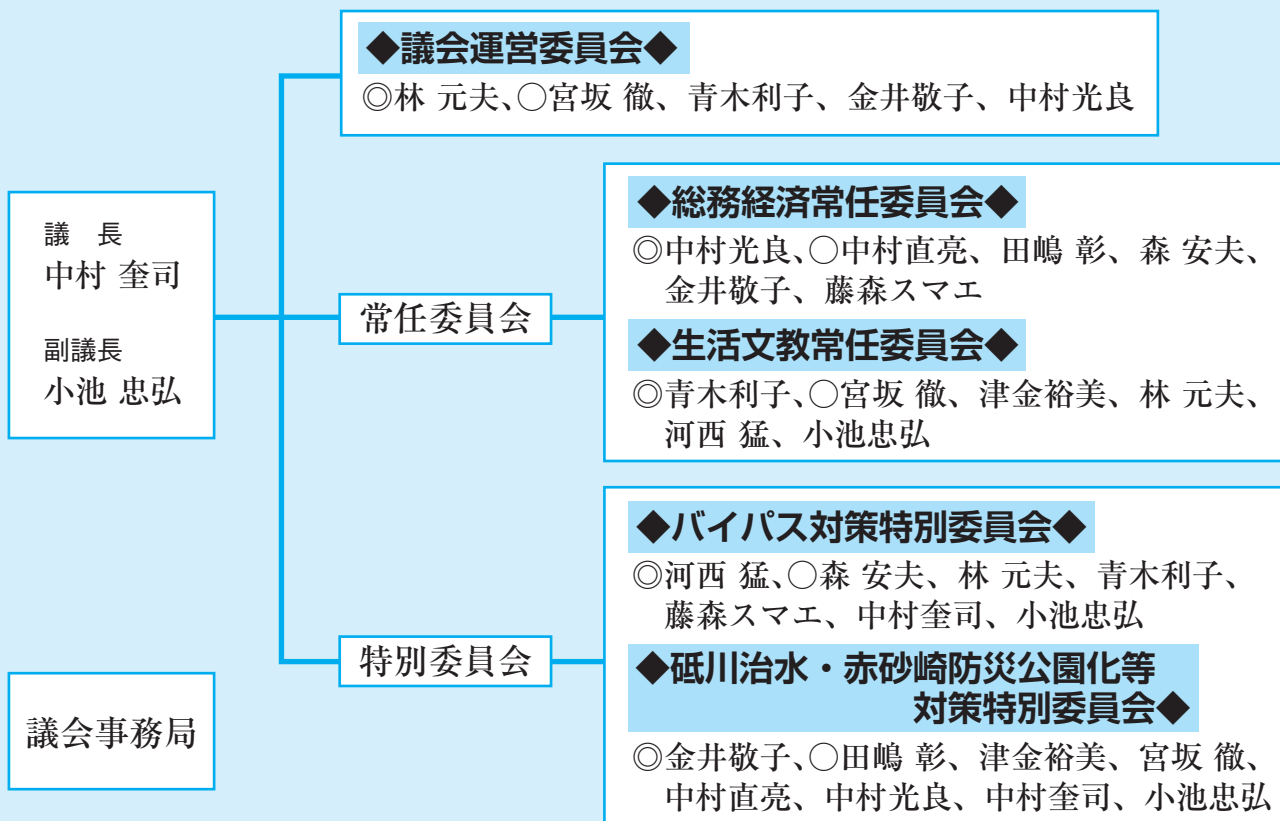 ◆議会運営委員会◆
◎林 元夫、○宮坂 徹、青木利子、金井敬子、中村光良
議　長
中村 奎司
副議長
小池 忠弘
常任委員会
◆総務経済常任委員会◆
◎中村光良、○中村直亮、田嶋 彰、森 安夫、
金井敬子、藤森スマエ
◆生活文教常任委員会◆
◎青木利子、○宮坂 徹、津金裕美、林 元夫、
河西 猛、小池忠弘
特別委員会
◆バイパス対策特別委員会◆
◎河西 猛、○森 安夫、林 元夫、青木利子、
藤森スマエ、中村奎司、小池忠弘
◆砥川治水・赤砂崎防災公園化等
対策特別委員会◆
◎金井敬子、○田嶋 彰、津金裕美、宮坂 徹、
中村直亮、中村光良、中村奎司、小池忠弘
議会事務局